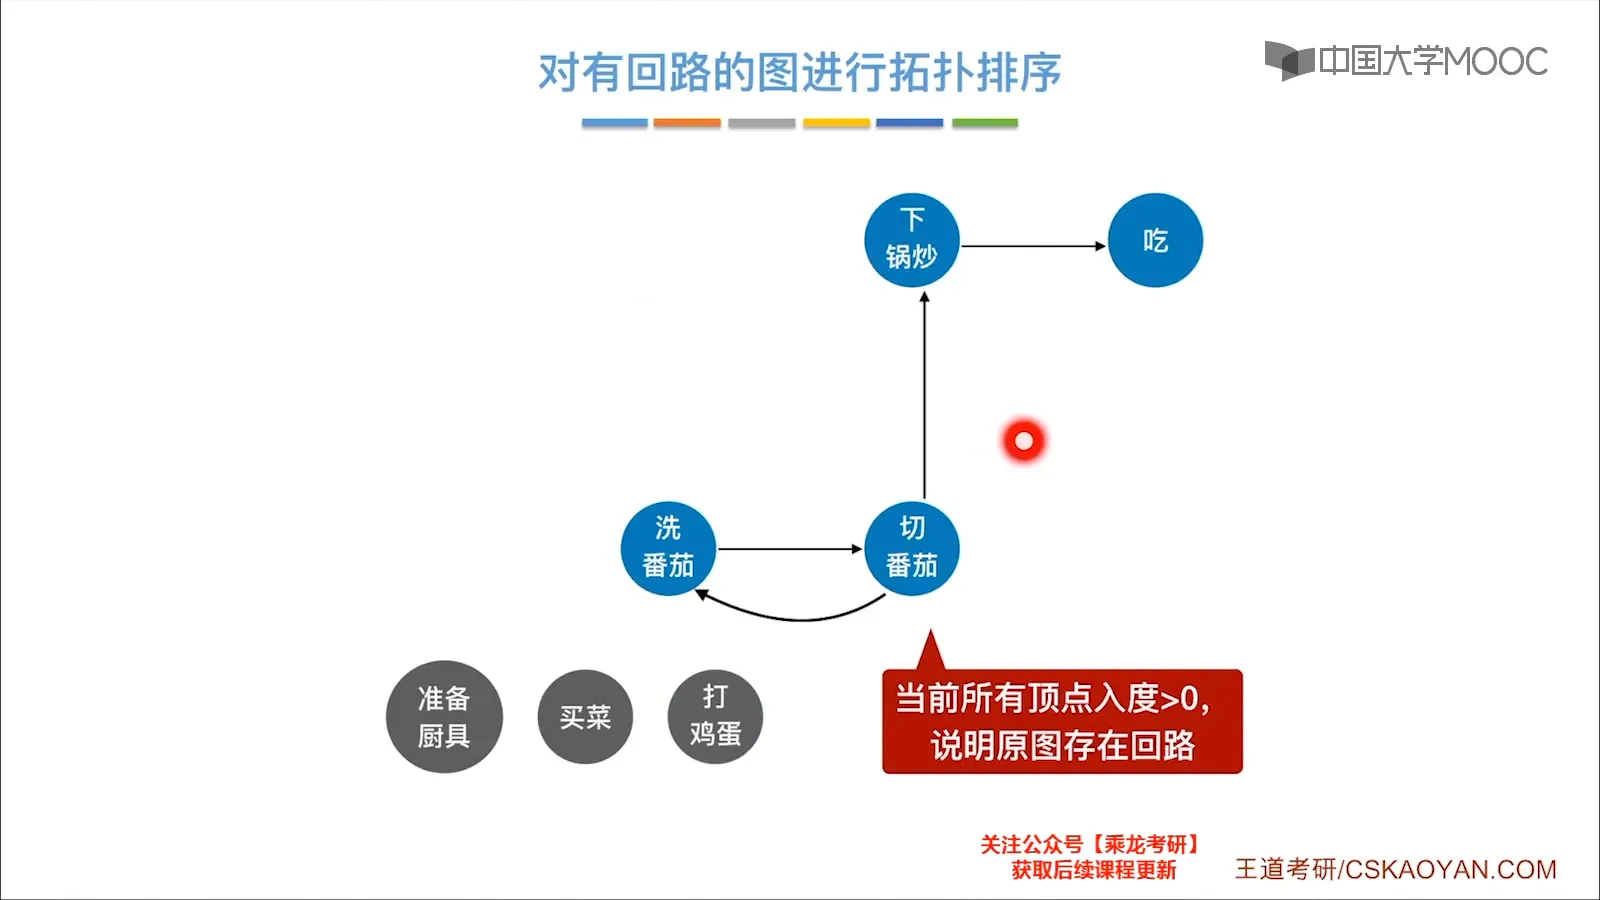 对有回路的图进行拓扑排序
中国大学MOOC
下
锅炒
吃
洗
番茄
切
番茄
准备
厨具
买菜
打
鸡蛋
当前所有顶点入度>0，
说明原图存在回路
关注公众号【乘龙考研】
获取后续课程更新
王道考研/CSKAOYAN.COM